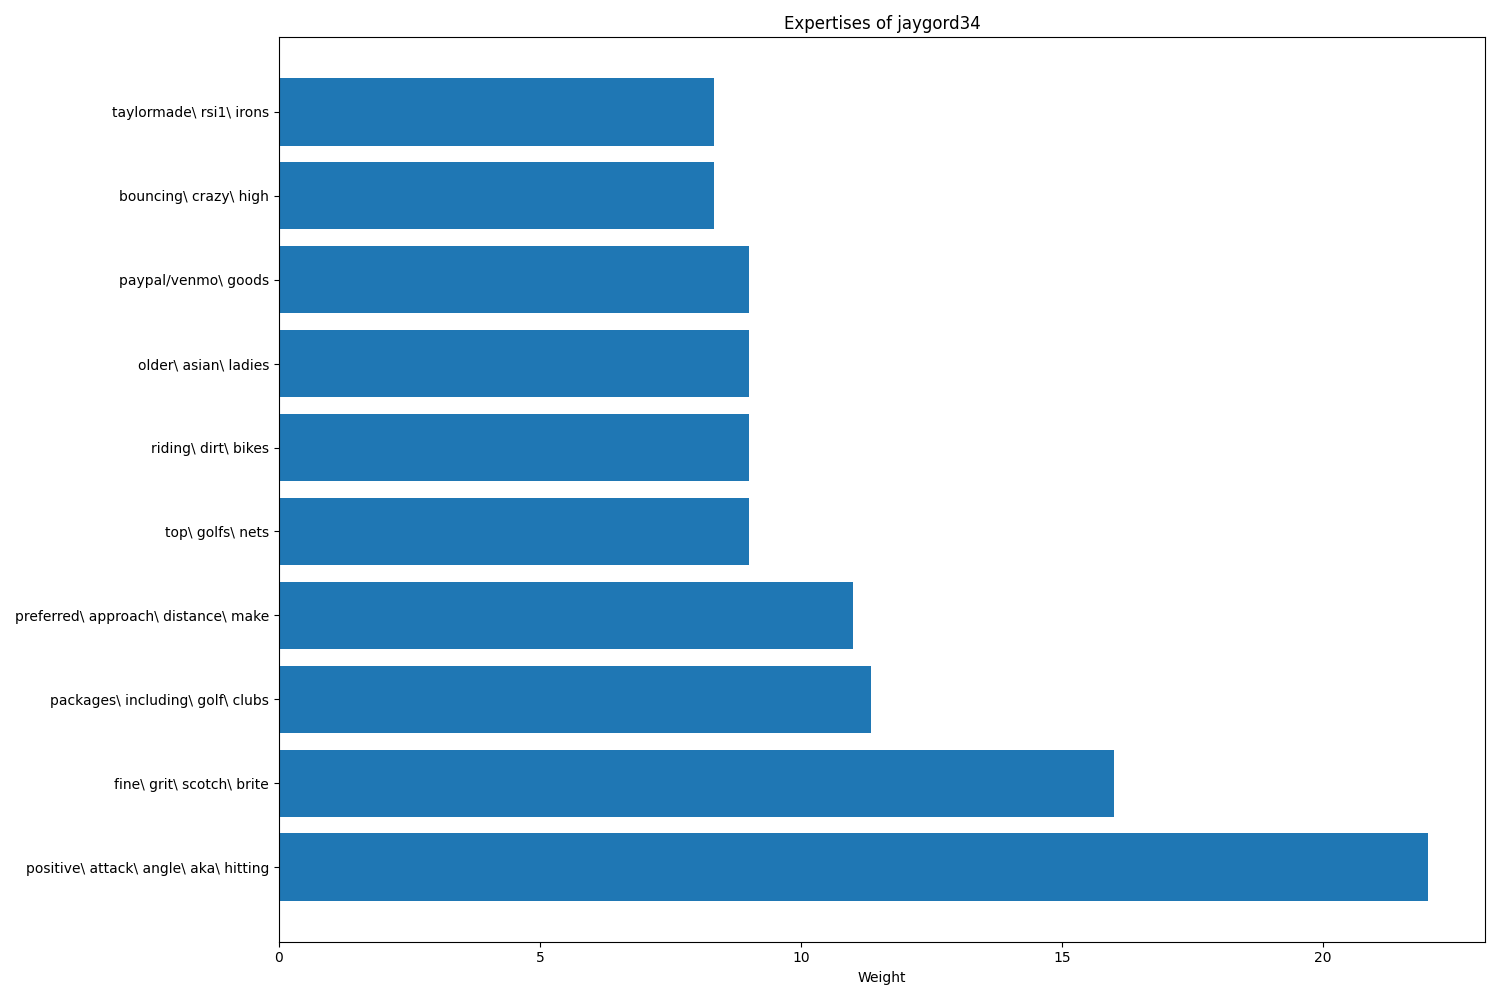 Expertises of jaygord34
taylormade\ rsi1\ irons
bouncing\ crazy\ high
paypal/venmo\ goods
older\ asian\ ladies
riding\ dirt\ bikes
top\ golfs\ nets
preferred\ approach\ distance\ make
packages\ including\ golf\ clubs
fine\ grit\ scotch\ brite
positive\ attack\ angle\ aka\ hitting
0 5 10 15 20
Weight